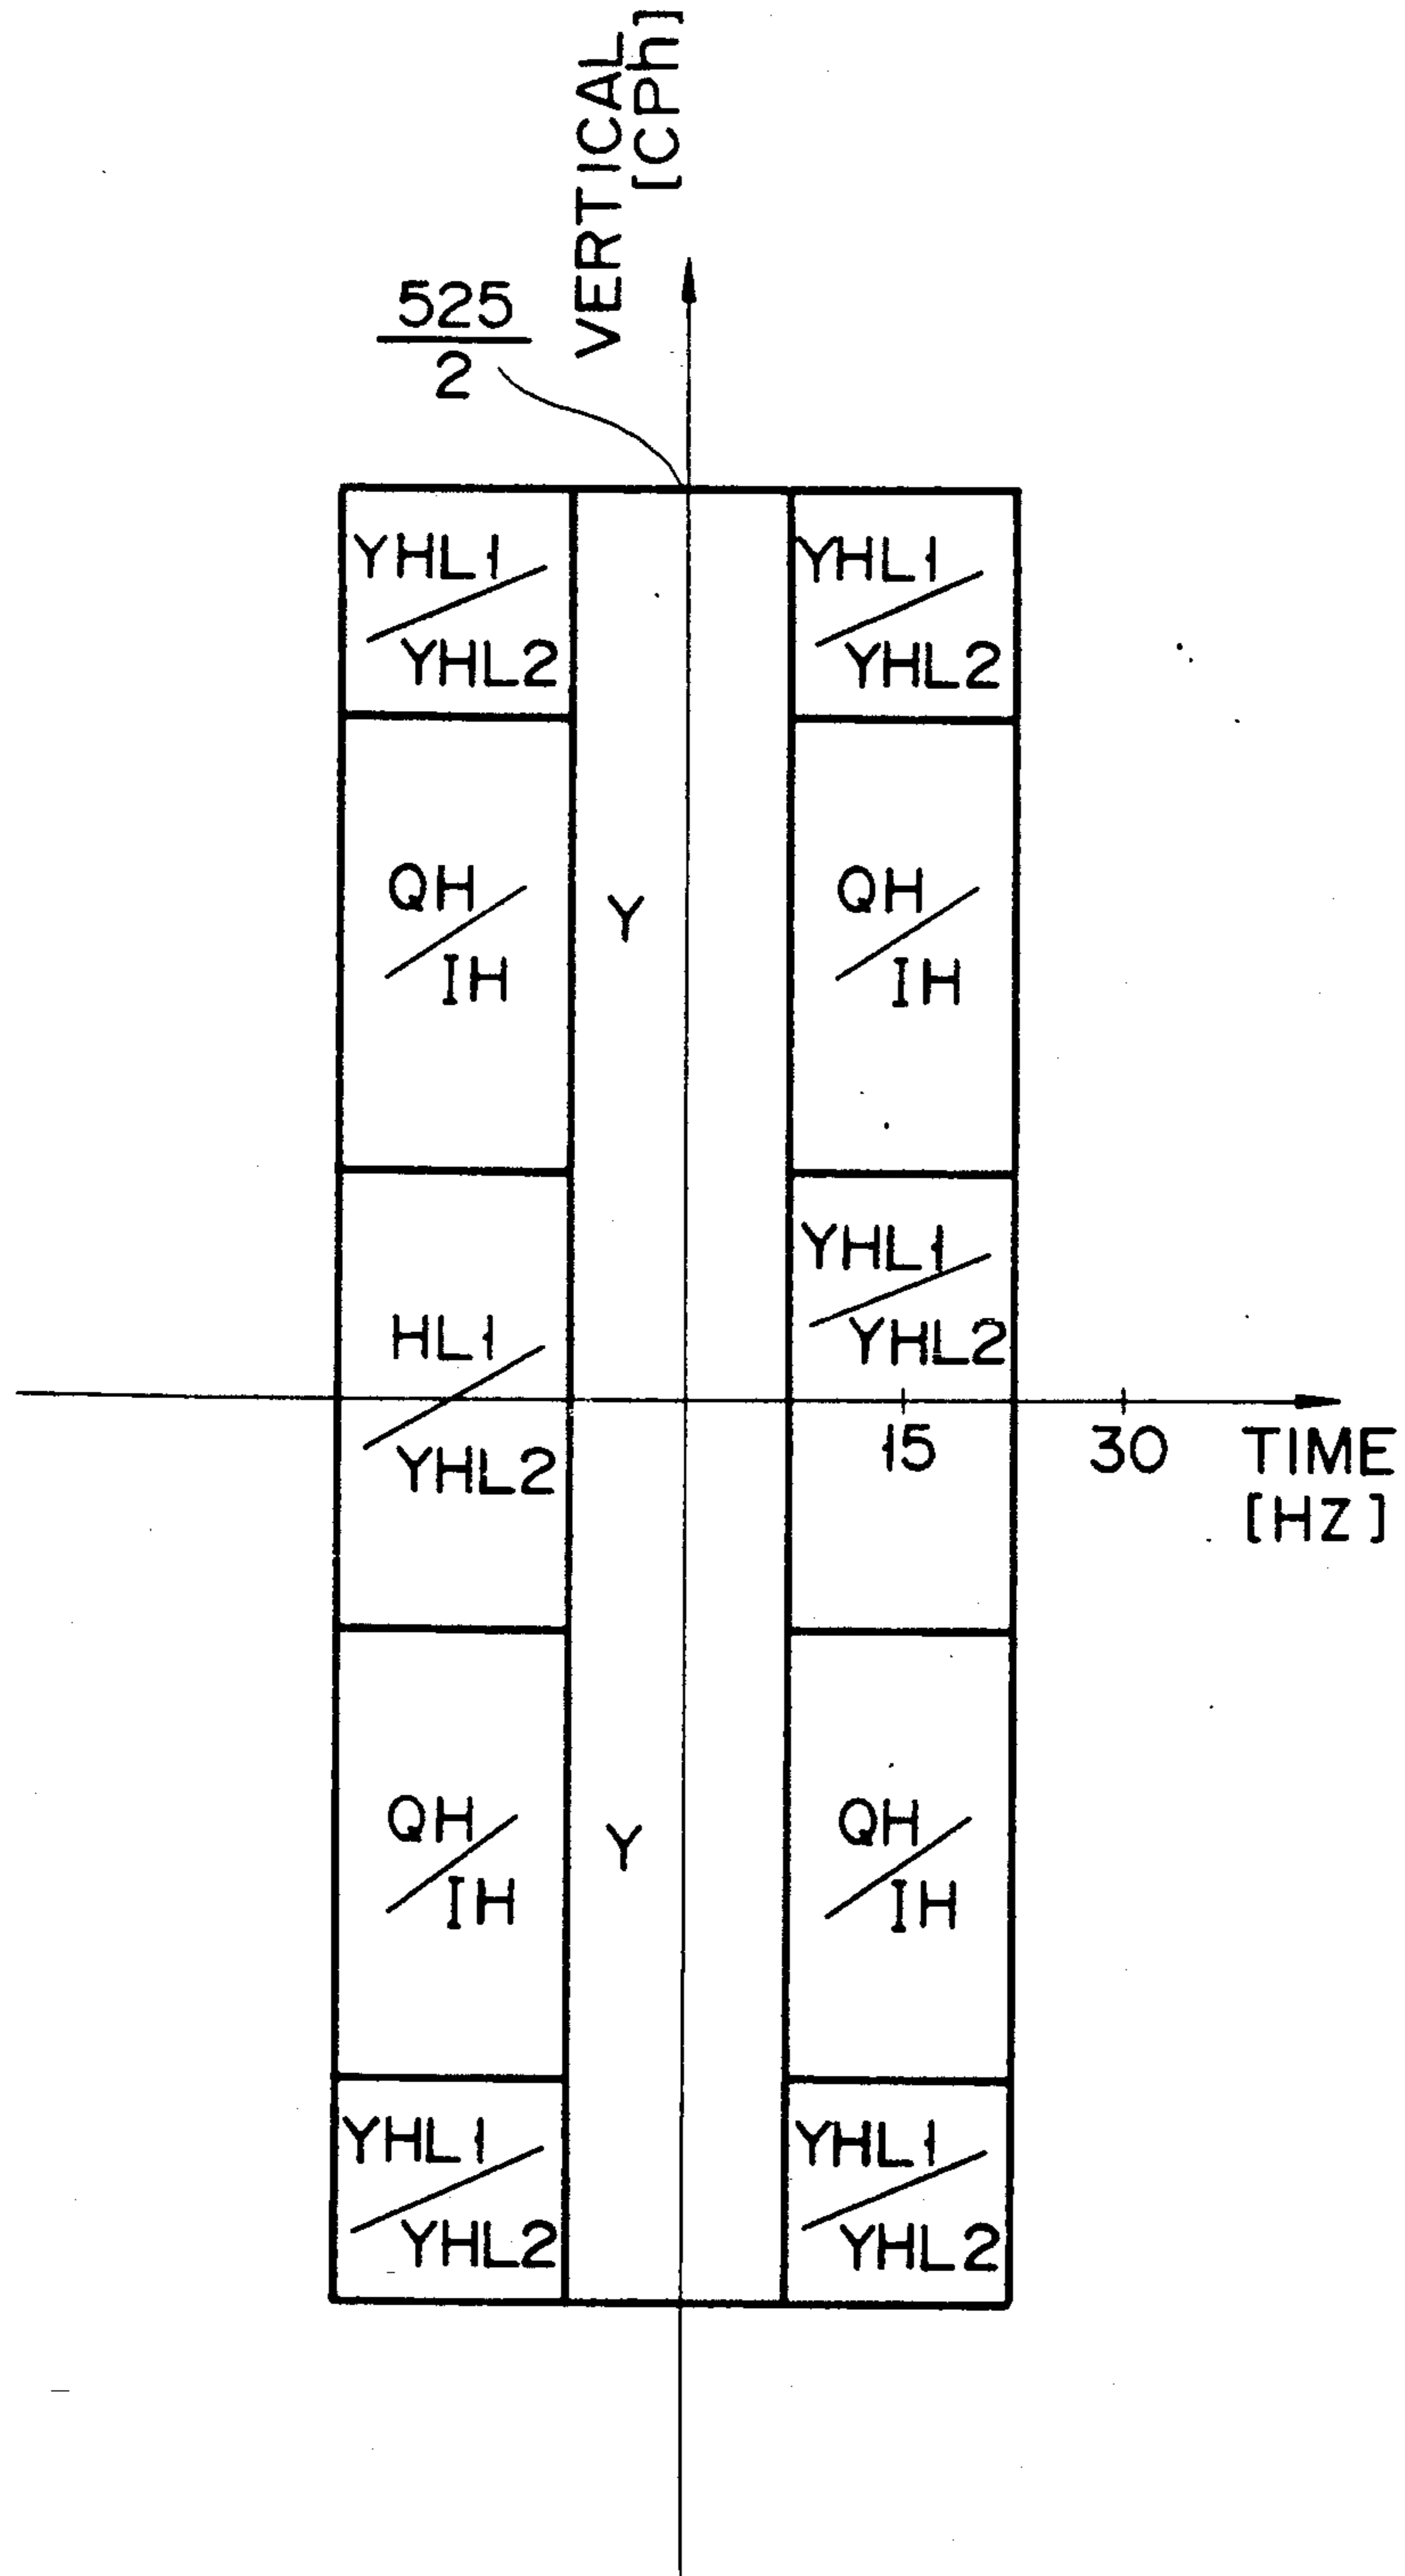 VERTICAL
[CPh]
525
2
YHL1
YHL2
YHL1
YHL2
QH
IH
Y
QH
IH
YHL1
YHL2
HL1
YHL2
15
30
TIME
[HZ]
QH
IH
Y
QH
IH
YHL1
YHL2
YHL1
YHL2